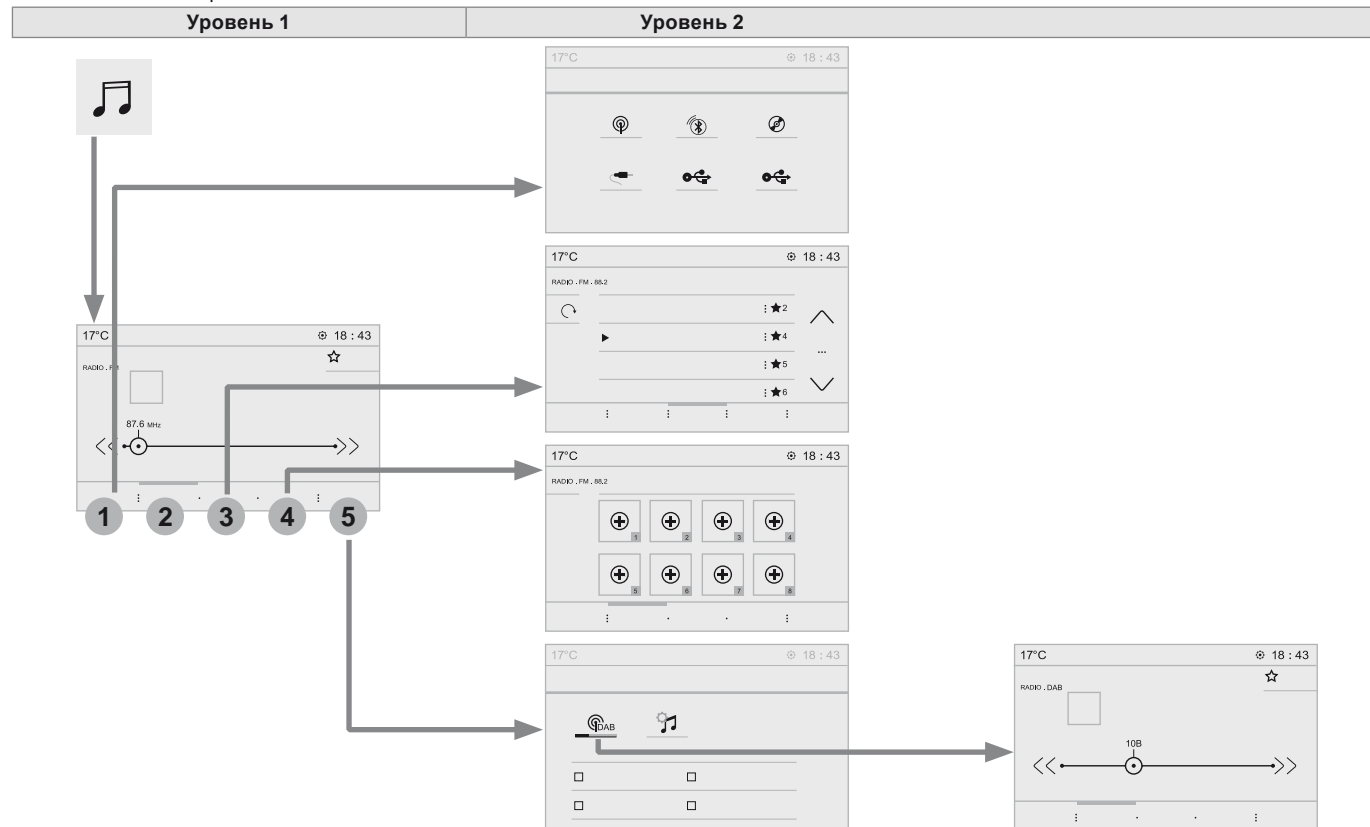 Уровень 1 Уровень 2
17°C 18 : 43
17°C 18 : 43
RADIO . FM . 88.2
2
4
...
5
6
17°C 18 : 43
RADIO . FM
87.6 MHz
1 2 3 4 5
17°C 18 : 43
RADIO . FM . 88.2
1 2 3 4
5 6 7 8
17°C 18 : 43
DAB
17°C 18 : 43
RADIO . DAB
10B